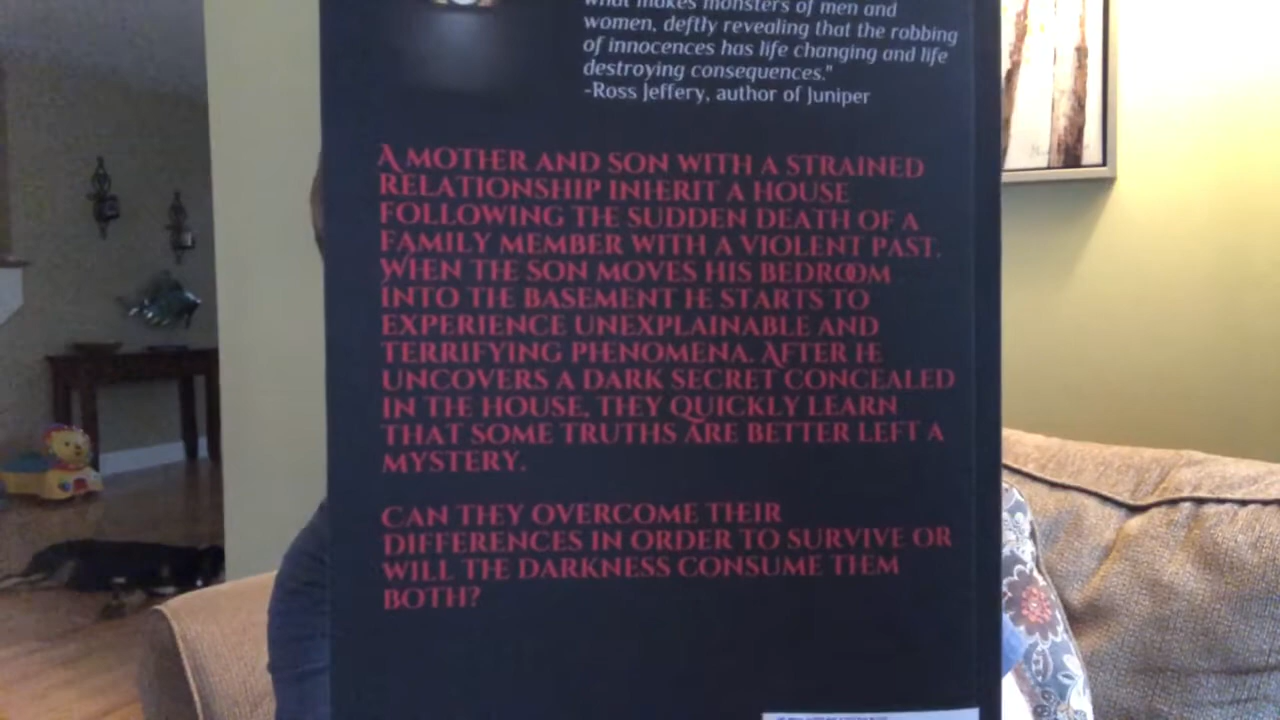 what makes monsters of men and
women, deftly revealing that the robbing
of innocences has life changing and life
destroying consequences."
-Ross Jeffery, author of Juniper
A MOTHER AND SON WITH A STRAINED
RELATIONSHIP INHERIT A HOUSE
FOLLOWING THE SUDDEN DEATH OF A
FAMILY MEMBER WITH A VIOLENT PAST.
WHEN THE SON MOVES HIS BEDROOM
INTO THE BASEMENT HE STARTS TO
EXPERIENCE UNEXPLAINABLE AND
TERRIFYING PHENOMENA. AFTER HE
UNCOVERS A DARK SECRET CONCEALED
IN THE HOUSE, THEY QUICKLY LEARN
THAT SOME TRUTHS ARE BETTER LEFT A
MYSTERY.
CAN THEY OVERCOME THEIR
DIFFERENCES IN ORDER TO SURVIVE OR
WILL THE DARKNESS CONSUME THEM
BOTH?